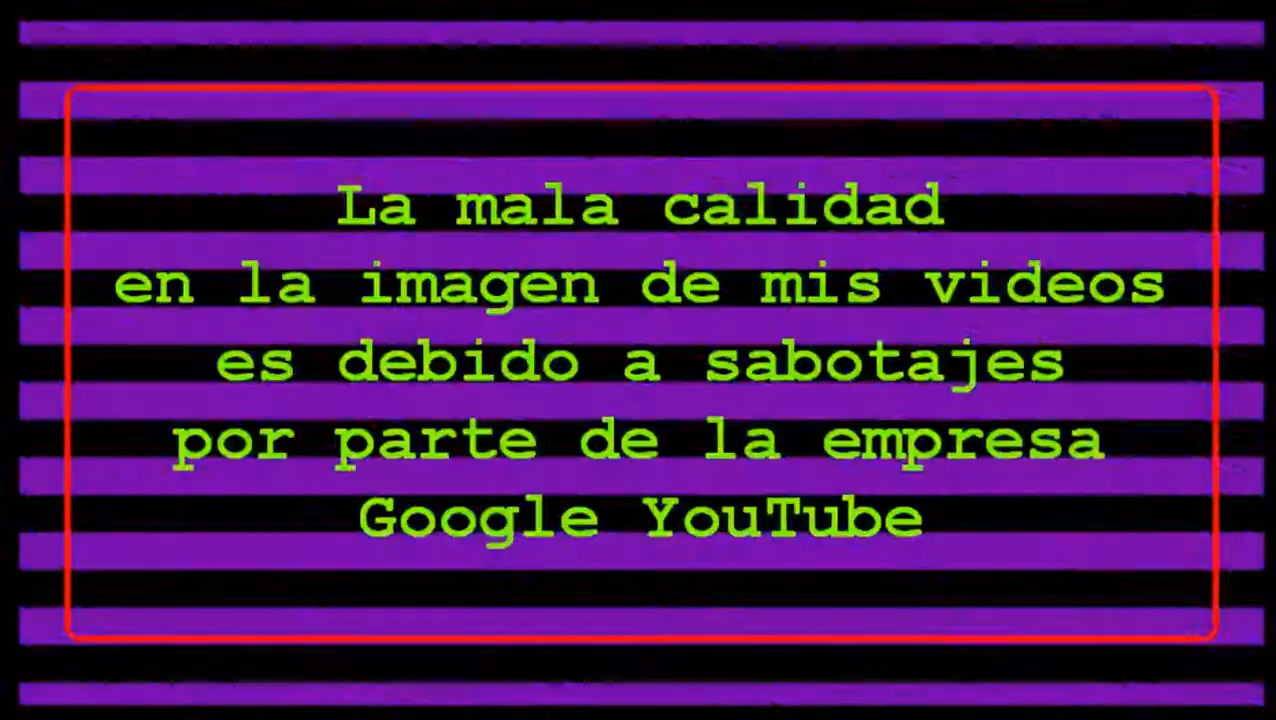 La mala calidad
en la imagen de mis videos
es debido a sabotajes
por parte de la empresa
Google YouTube